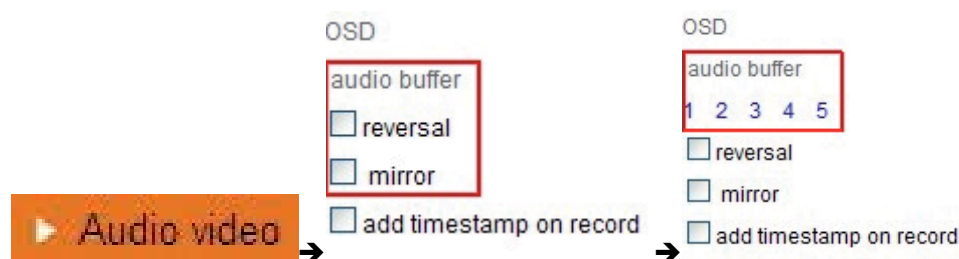 Audio video
OSD
audio buffer
reversal
mirror
add timestamp on record
OSD
audio buffer
1 2 3 4 5
reversal
mirror
add timestamp on record